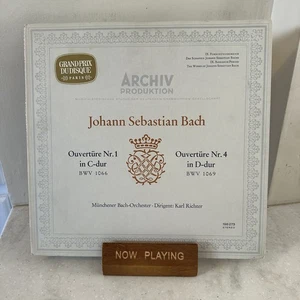 GRAND PRIX
DU DISQUE
PARIS
ARCHIV
PRODUKTION
Johann Sebastian Bach
Ouvertüre Nr. 1
in C-dur
BWV 1066
Ouvertüre Nr. 4
in D-dur
BWV 1069
Münchener Bach-Orchester · Dirigent: Karl Richter
STEREO
NOW PLAYING